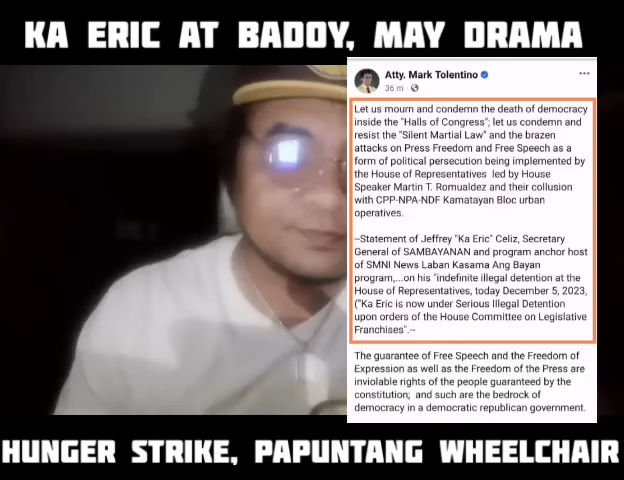 KA ERIC AT BADOY, MAY DRAMA
Atty. Mark Tolentino
36 m ·
Let us mourn and condemn the death of democracy
inside the "Halls of Congress"; let us condemn and
resist the "Silent Martial Law" and the brazen
attacks on Press Freedom and Free Speech as a
form of political persecution being implemented by
the House of Representatives led by House
Speaker Martin T. Romualdez and their collusion
with CPP-NPA-NDF Kamatayan Bloc urban
operatives.
--Statement of Jeffrey "Ka Eric" Celiz, Secretary
General of SAMBAYANAN and program anchor host
of SMNI News Laban Kasama Ang Bayan
program,...on his "indefinite illegal detention at the
House of Representatives, today December 5, 2023,
("Ka Eric is now under Serious Illegal Detention
upon orders of the House Committee on Legislative
Franchises".--
The guarantee of Free Speech and the Freedom of
Expression as well as the Freedom of the Press are
inviolable rights of the people guaranteed by the
constitution; and such are the bedrock of
democracy in a democratic republican government.
HUNGER STRIKE, PAPUNTANG WHEELCHAIR